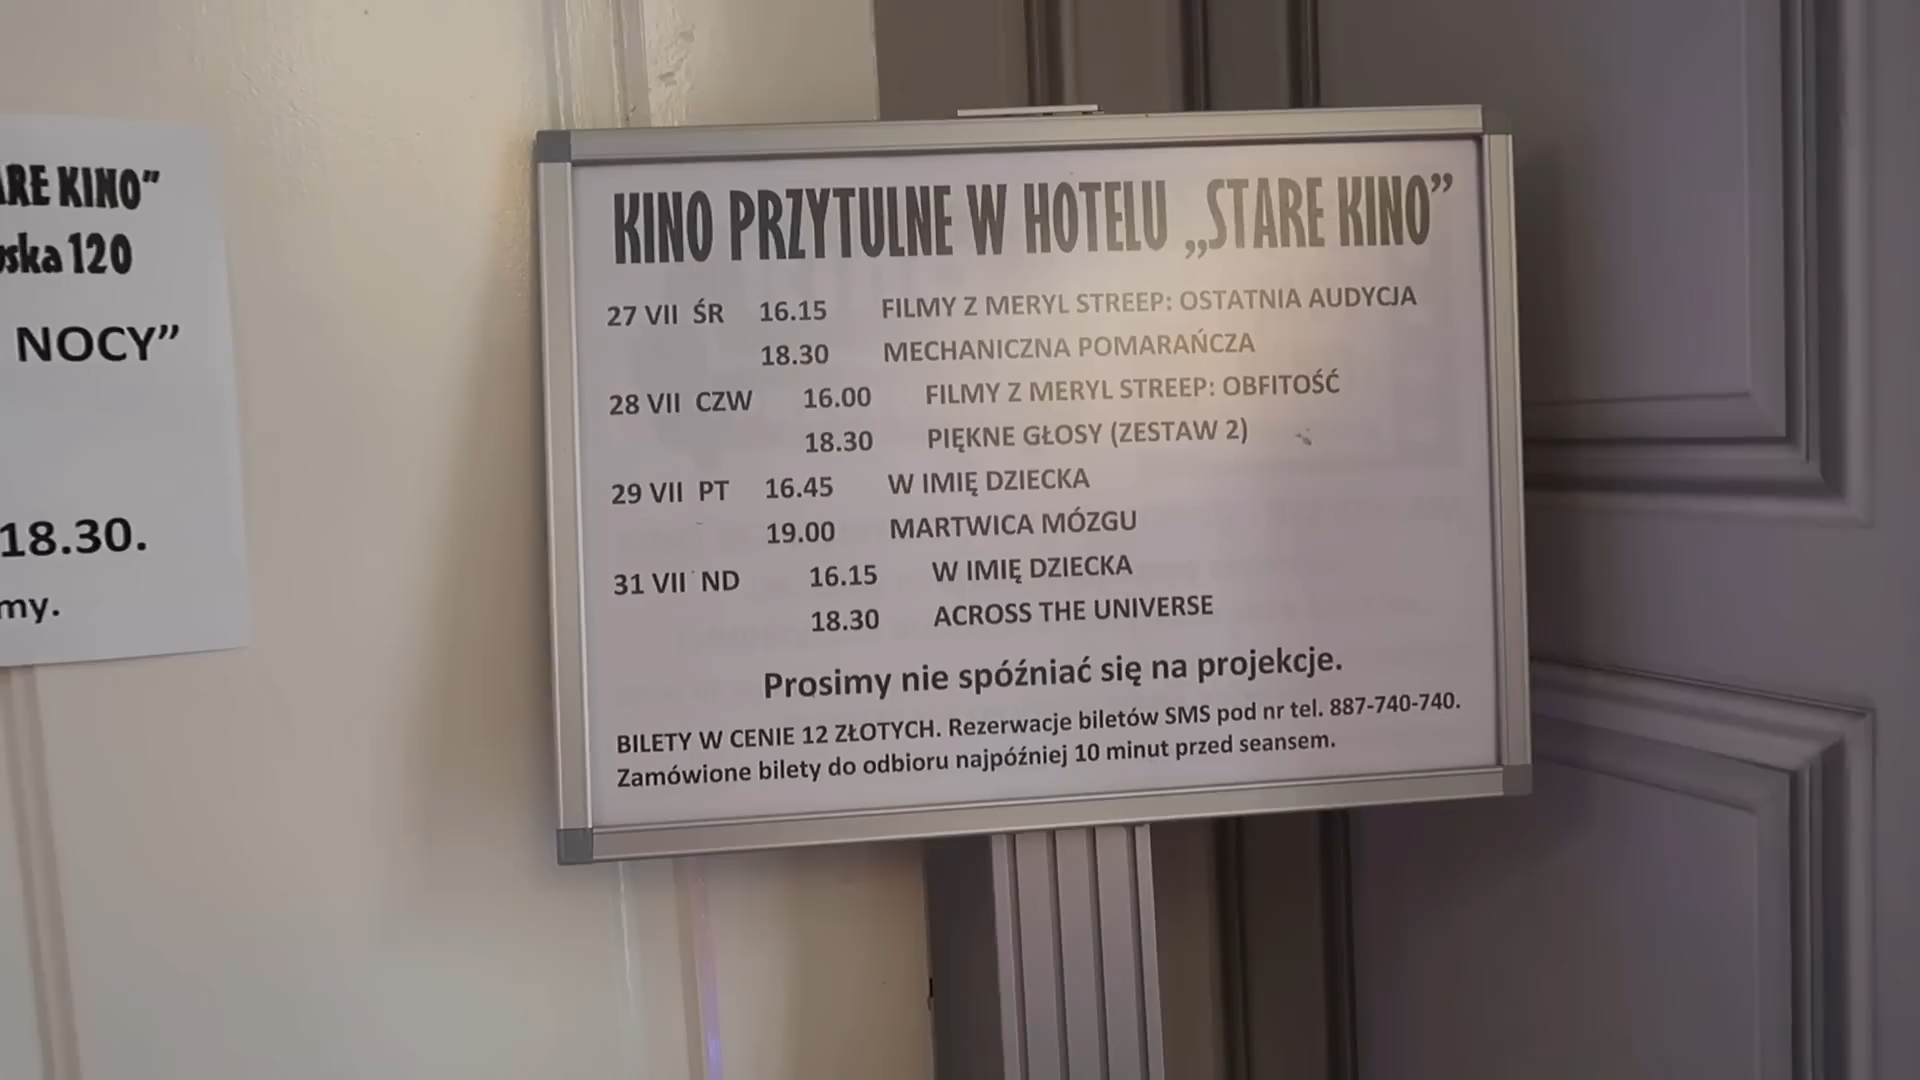 KINO”
ska 120
NOCY”
18.30.
my.
KINO PRZYTULNE W HOTELU „STARE KINO”
27 VII ŚR 16.15 FILMY Z MERYL STREEP: OSTATNIA AUDYCJA
18.30 MECHANICZNA POMARAŃCZA
28 VII CZW 16.00 FILMY Z MERYL STREEP: OBFITOŚĆ
18.30 PIĘKNE GŁOSY (ZESTAW 2)
29 VII PT 16.45 W IMIĘ DZIECKA
19.00 MARTWICA MÓZGU
31 VII ND 16.15 W IMIĘ DZIECKA
18.30 ACROSS THE UNIVERSE
Prosimy nie spóźniać się na projekcje.
BILETY W CENIE 12 ZŁOTYCH. Rezerwacje biletów SMS pod nr tel. 887-740-740.
Zamówione bilety do odbioru najpóźniej 10 minut przed seansem.